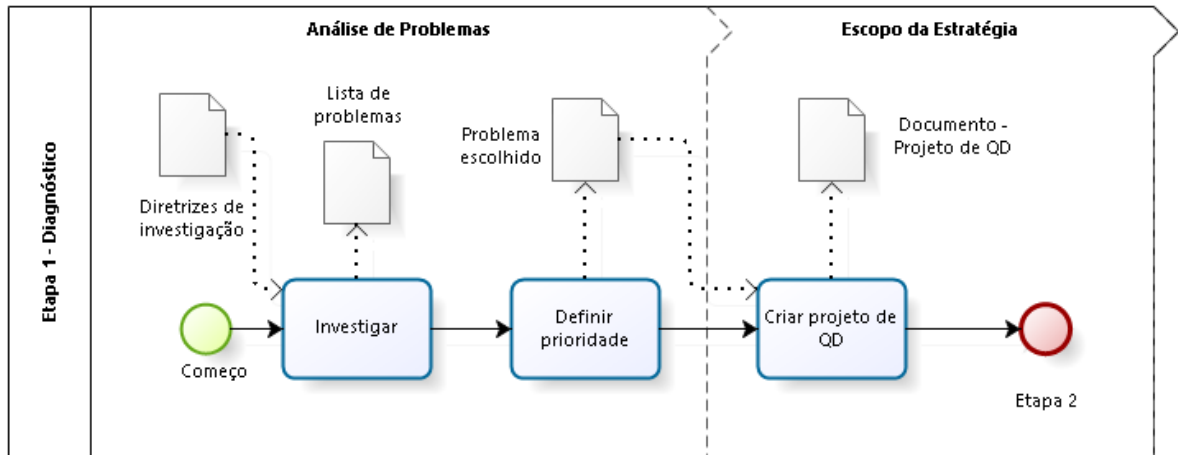 Análise de Problemas
Escopo da Estratégia
Etapa 1 - Diagnóstico
Diretrizes de
investigação
Lista de
problemas
Problema
escolhido
Documento -
Projeto de QD
Começo
Investigar
Definir
prioridade
Criar projeto de
QD
Etapa 2